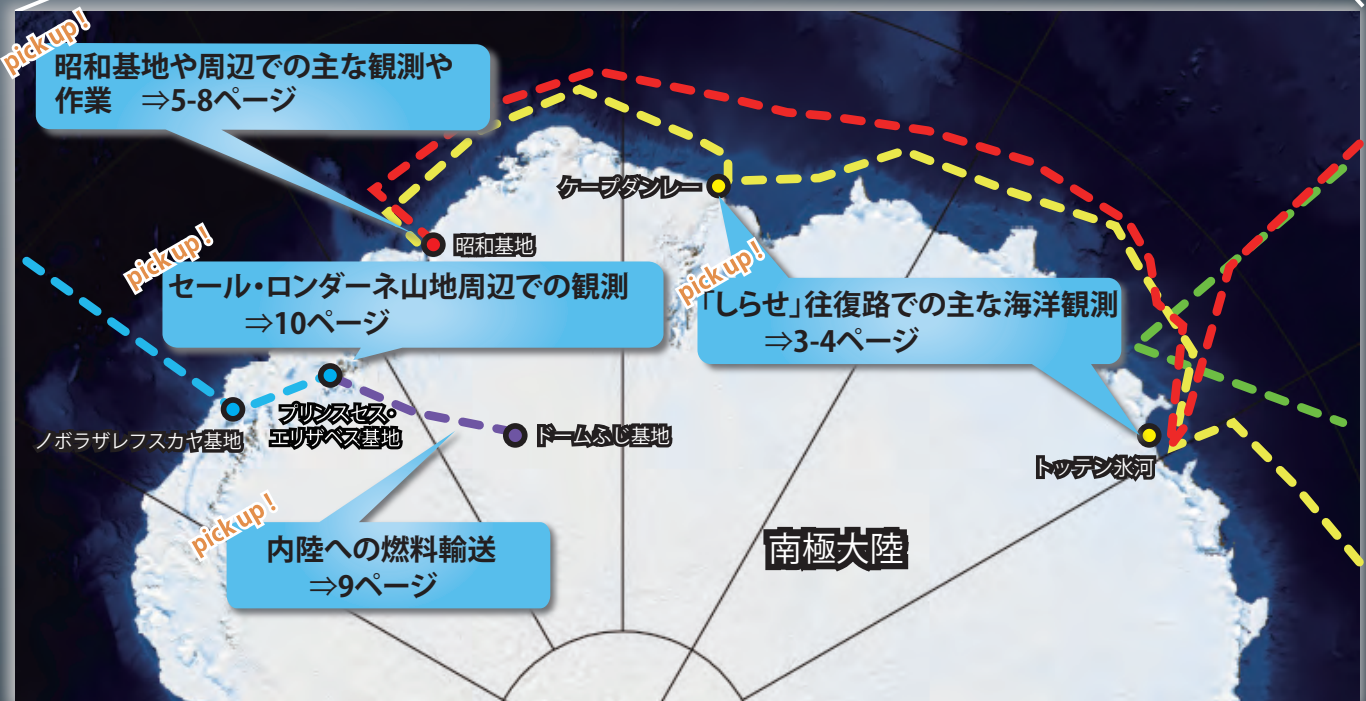 pick up!
昭和基地や周辺での主な観測や
作業　⇒5-8ページ
ケープダンレー
昭和基地
pick up!
セール・ロンダーネ山地周辺での観測
⇒10ページ
pick up!
「しらせ」往復路での主な海洋観測
⇒3-4ページ
プリンスセス・
エリザベス基地
ノボラザレフスカヤ基地
ドームふじ基地
トッテン氷河
pick up!
内陸への燃料輸送
⇒9ページ
南極大陸